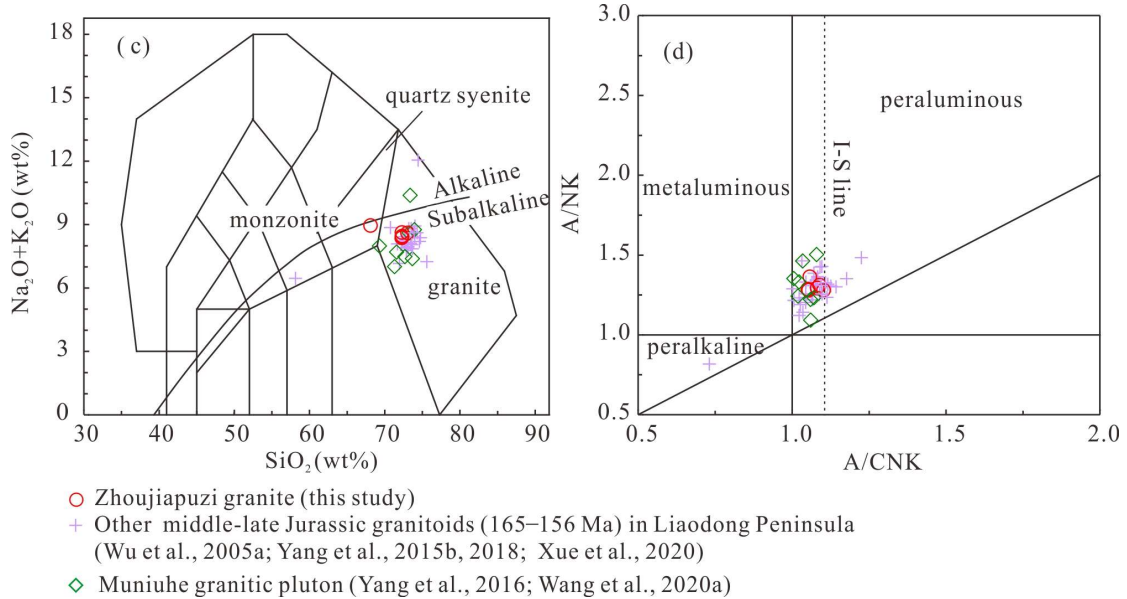 (c)
18
15
12
9
6
3
0
Na₂O+K₂O (wt%)
30
40
50
60
70
80
90
SiO₂(wt%)
quartz syenite
Alkaline
Subalkaline
monzonite
granite
(d)
3.0
2.5
2.0
1.5
1.0
0.5
A/NK
0.5
1.0
1.5
2.0
A/CNK
peraluminous
metaluminous
I-S line
peralkaline
Zhoujiapuzi granite (this study)
Other middle-late Jurassic granitoids (165–156 Ma) in Liaodong Peninsula
(Wu et al., 2005a; Yang et al., 2015b, 2018; Xue et al., 2020)
Muniuhe granitic pluton (Yang et al., 2016; Wang et al., 2020a)